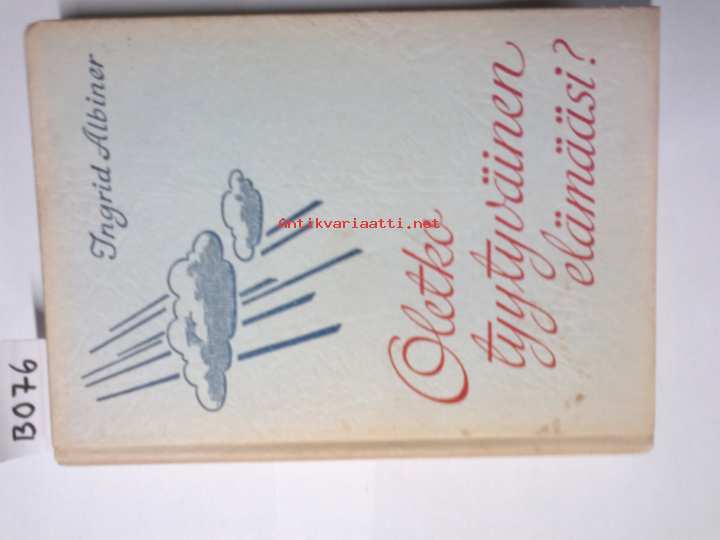 Ingrid Albiner
Oletko
tyytyväinen
elämääsi?
Antikvariaatti.net
B076